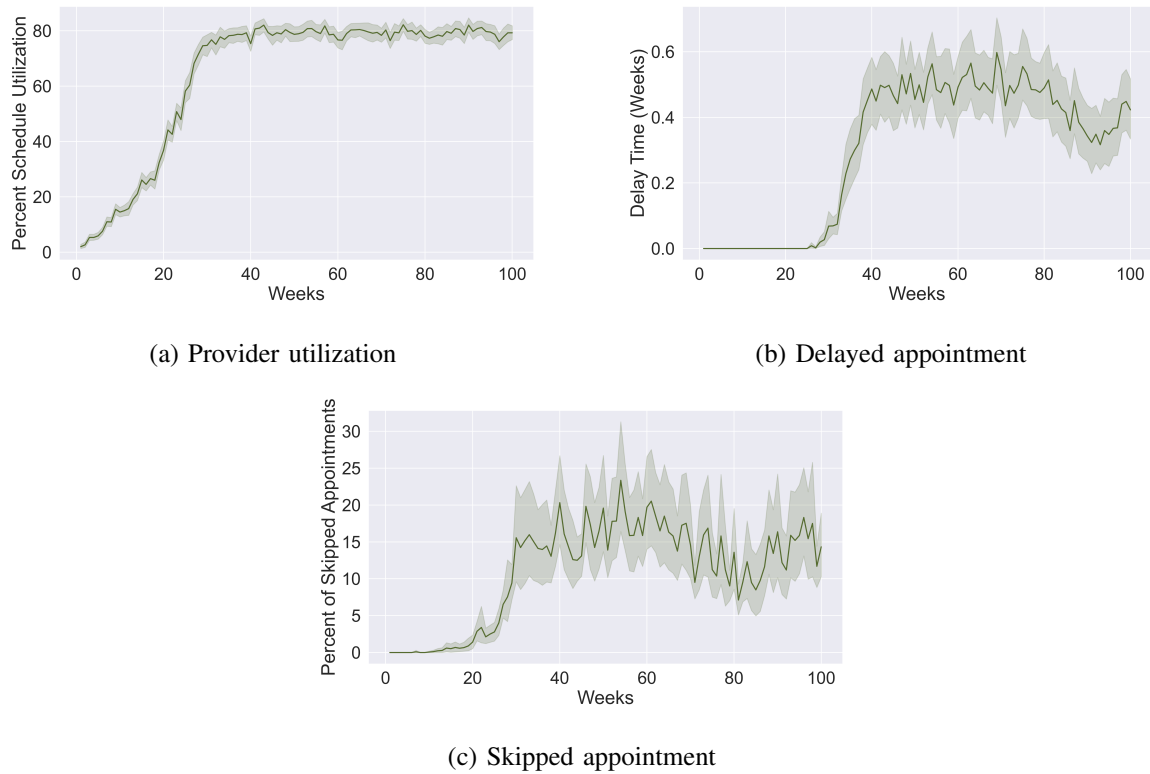 Percent Schedule Utilization
80
60
40
20
0
0 20 40 60 80 100
Weeks
(a) Provider utilization
Delay Time (Weeks)
0.6
0.4
0.2
0.0
0 20 40 60 80 100
Weeks
(b) Delayed appointment
Percent of Skipped Appointments
30
25
20
15
10
5
0
0 20 40 60 80 100
Weeks
(c) Skipped appointment